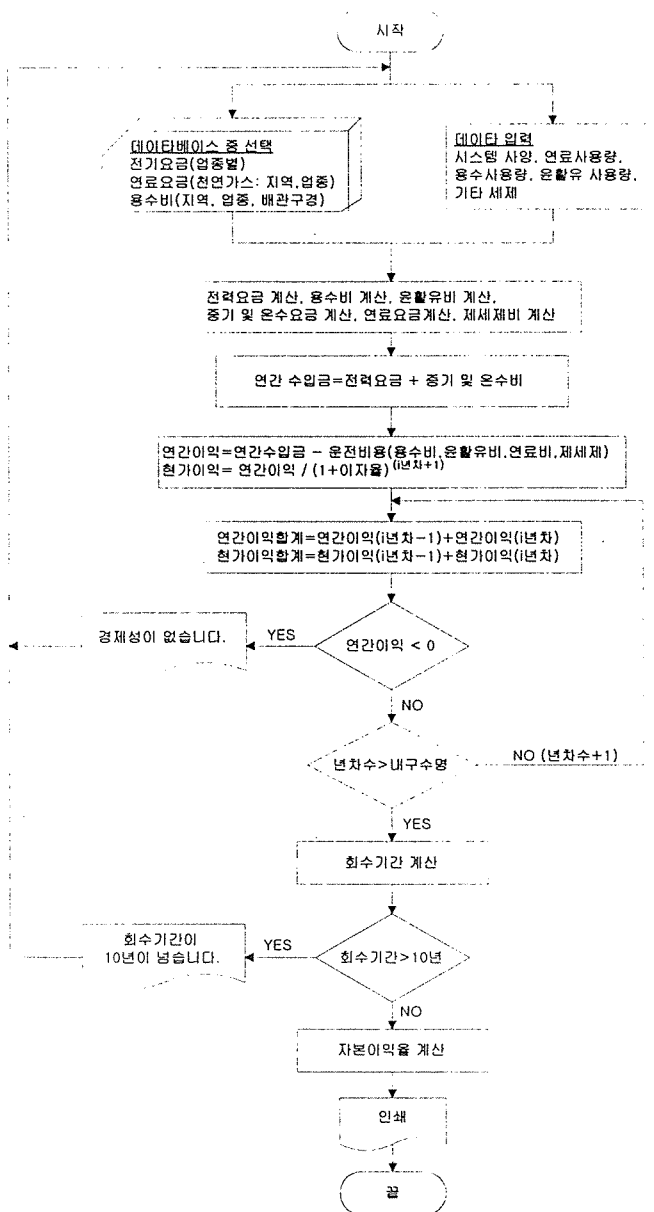 시작
데이타베이스 중 선택
전기요금(업종별)
연료요금(천연가스: 지역,업종)
용수비(지역, 업종, 배관구경)
데이타 입력
시스템 사양, 연료사용량,
용수사용량, 윤활유 사용량,
기타 세제
전력요금 계산, 용수비 계산, 윤활유비 계산,
증기 및 온수요금 계산, 연료요금계산, 제세제비 계산
연간 수입금=전력요금 + 증기 및 온수비
연간이익=연간수입금 - 운전비용(용수비,윤활유비,연료비,제세제)
현가이익= 연간이익 / (1+이자율)^(i년차+1)
연간이익합계=연간이익(i년차-1)+연간이익(i년차)
현가이익합계=현가이익(i년차-1)+현가이익(i년차)
경제성이 없습니다.
YES
연간이익 < 0
NO
년차수>내구수명
NO (년차수+1)
YES
회수기간 계산
회수기간이
10년이 넘습니다.
YES
회수기간>10년
NO
자본이익율 계산
인쇄
끝